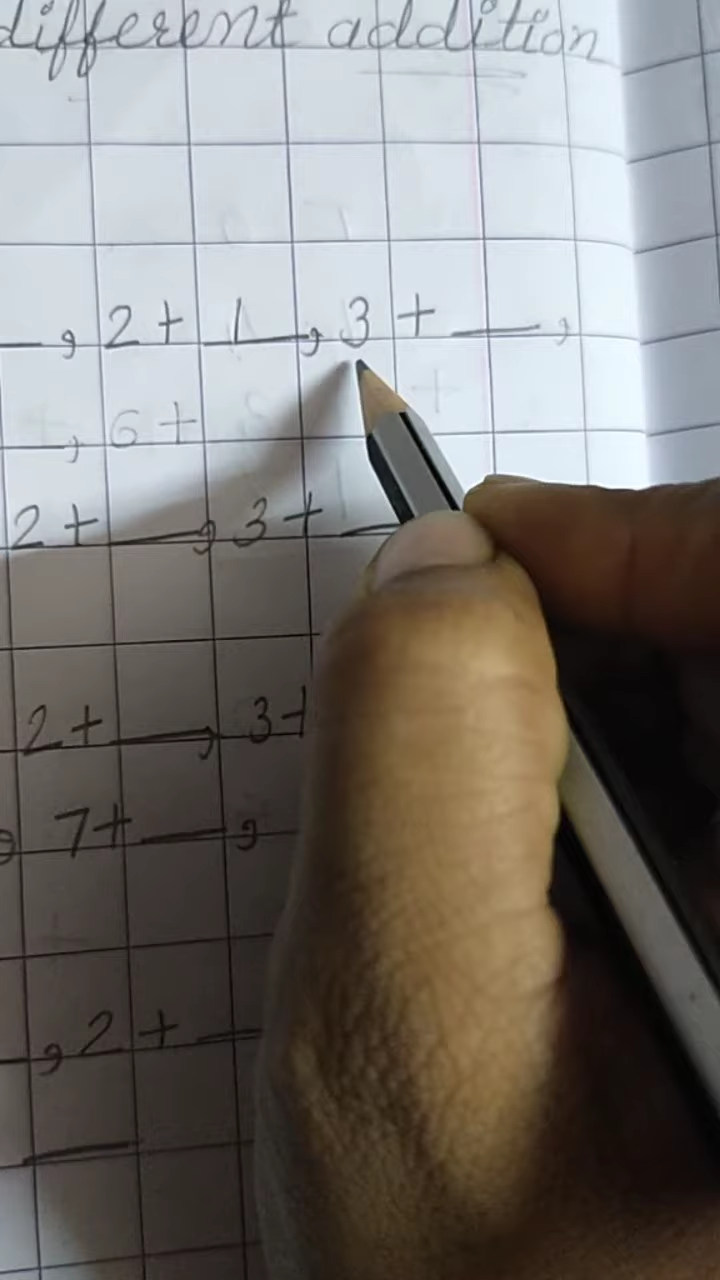 different addition
_, 2 + 1, 3 + _,
_, 6 +
2 + _, 3 + _
2 + _, 3 +
, 7 + _,
_, 2 + _
_